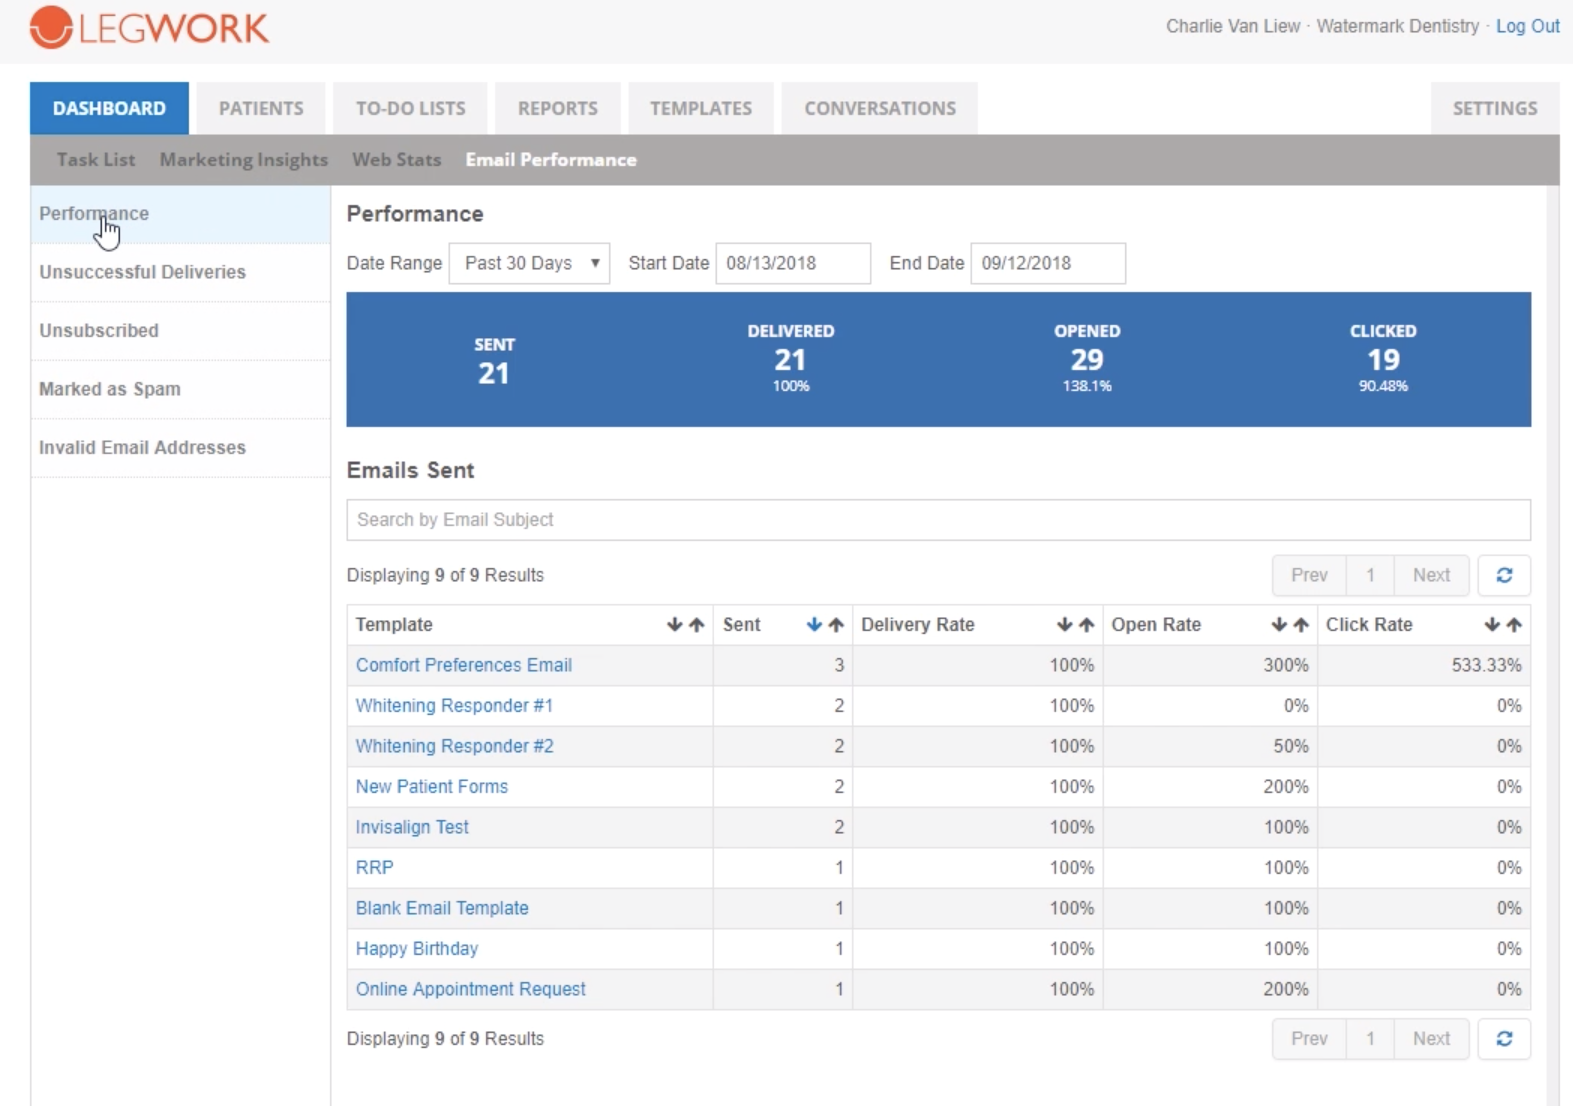 LEGWORK
Charlie Van Liew · Watermark Dentistry · Log Out
DASHBOARD PATIENTS TO-DO LISTS REPORTS TEMPLATES CONVERSATIONS SETTINGS
Task List Marketing Insights Web Stats Email Performance
Performance
Unsuccessful Deliveries
Unsubscribed
Marked as Spam
Invalid Email Addresses
Performance
Date Range Past 30 Days Start Date 08/13/2018 End Date 09/12/2018
SENT
21
DELIVERED
21
100%
OPENED
29
138.1%
CLICKED
19
90.48%
Emails Sent
Search by Email Subject
Displaying 9 of 9 Results Prev 1 Next
Template Sent Delivery Rate Open Rate Click Rate
Comfort Preferences Email 3 100% 300% 533.33%
Whitening Responder #1 2 100% 0% 0%
Whitening Responder #2 2 100% 50% 0%
New Patient Forms 2 100% 200% 0%
Invisalign Test 2 100% 100% 0%
RRP 1 100% 100% 0%
Blank Email Template 1 100% 100% 0%
Happy Birthday 1 100% 100% 0%
Online Appointment Request 1 100% 200% 0%
Displaying 9 of 9 Results Prev 1 Next